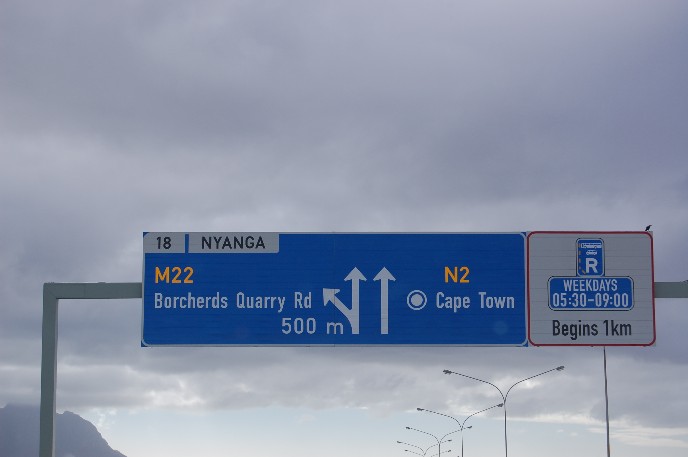 18 NYANGA
M22
Borcherds Quarry Rd
500 m
N2
Cape Town
R
WEEKDAYS
05:30-09:00
Begins 1km